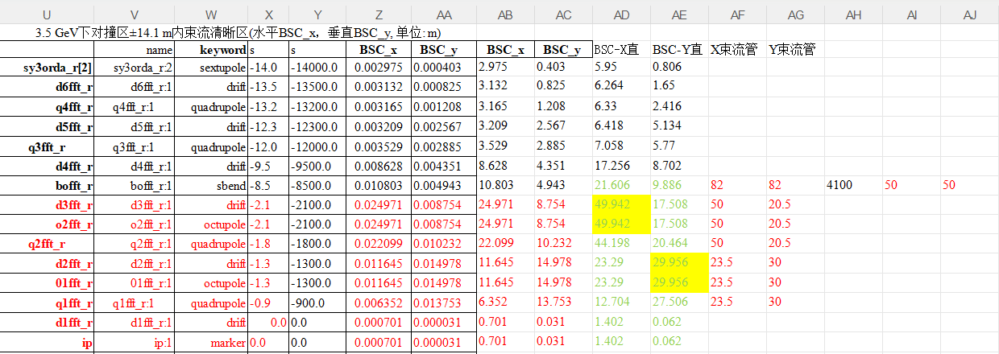 U V W X Y Z AA AB AC AD AE AF AG AH AI AJ
3.5 GeV下对撞区±14.1 m内束流清晰区(水平BSC_x，垂直BSC_y, 单位: m)
name keyword s s BSC_x BSC_y BSC_x BSC_y BSC-X直 BSC-Y直 X束流管 Y束流管
sy3orda_r[2] sy3orda_r:2 sextupole -14.0 -14000.0 0.002975 0.000403 2.975 0.403 5.95 0.806
d6fft_r d6fft_r:1 drift -13.5 -13500.0 0.003132 0.000825 3.132 0.825 6.264 1.65
q4fft_r q4fft_r:1 quadrupole -13.2 -13200.0 0.003165 0.001208 3.165 1.208 6.33 2.416
d5fft_r d5fft_r:1 drift -12.3 -12300.0 0.003209 0.002567 3.209 2.567 6.418 5.134
q3fft_r q3fft_r:1 quadrupole -12.0 -12000.0 0.003529 0.002885 3.529 2.885 7.058 5.77
d4fft_r d4fft_r:1 drift -9.5 -9500.0 0.008628 0.004351 8.628 4.351 17.256 8.702
bofft_r bofft_r:1 sbend -8.5 -8500.0 0.010803 0.004943 10.803 4.943 21.606 9.886 82 82 4100 50 50
d3fft_r d3fft_r:1 drift -2.1 -2100.0 0.024971 0.008754 24.971 8.754 49.942 17.508 50 20.5
o2fft_r o2fft_r:1 octupole -2.1 -2100.0 0.024971 0.008754 24.971 8.754 49.942 17.508 50 20.5
q2fft_r q2fft_r:1 quadrupole -1.8 -1800.0 0.022099 0.010232 22.099 10.232 44.198 20.464 50 20.5
d2fft_r d2fft_r:1 drift -1.3 -1300.0 0.011645 0.014978 11.645 14.978 23.29 29.956 23.5 30
01fft_r 01fft_r:1 octupole -1.3 -1300.0 0.011645 0.014978 11.645 14.978 23.29 29.956 23.5 30
q1fft_r q1fft_r:1 quadrupole -0.9 -900.0 0.006352 0.013753 6.352 13.753 12.704 27.506 23.5 30
d1fft_r d1fft_r:1 drift 0.0 0.0 0.000701 0.000031 0.701 0.031 1.402 0.062
ip ip:1 marker 0.0 0.0 0.000701 0.000031 0.701 0.031 1.402 0.062